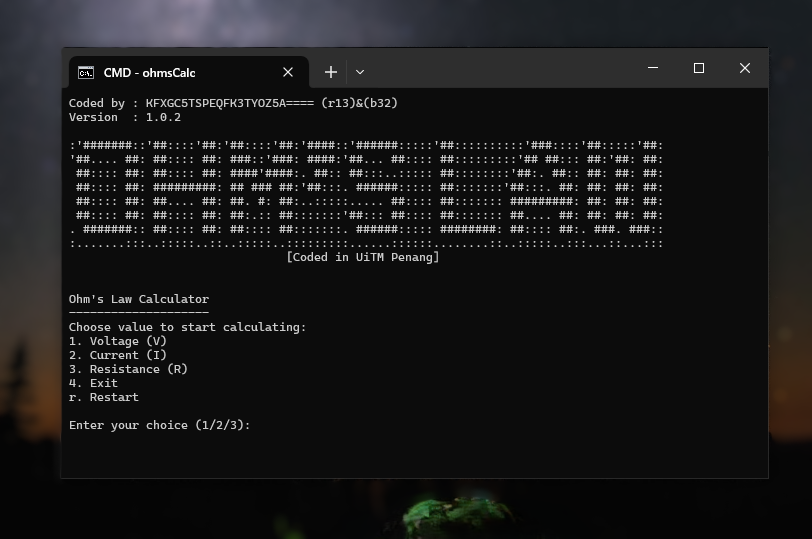 CMD - ohmsCalc
Coded by : KFXGC5TSPEQFK3TYOZ5A==== (r13)&(b32)
Version  : 1.0.2
OHM'S LAW
[Coded in UiTM Penang]
Ohm's Law Calculator
--------------------
Choose value to start calculating:
1. Voltage (V)
2. Current (I)
3. Resistance (R)
4. Exit
r. Restart
Enter your choice (1/2/3):